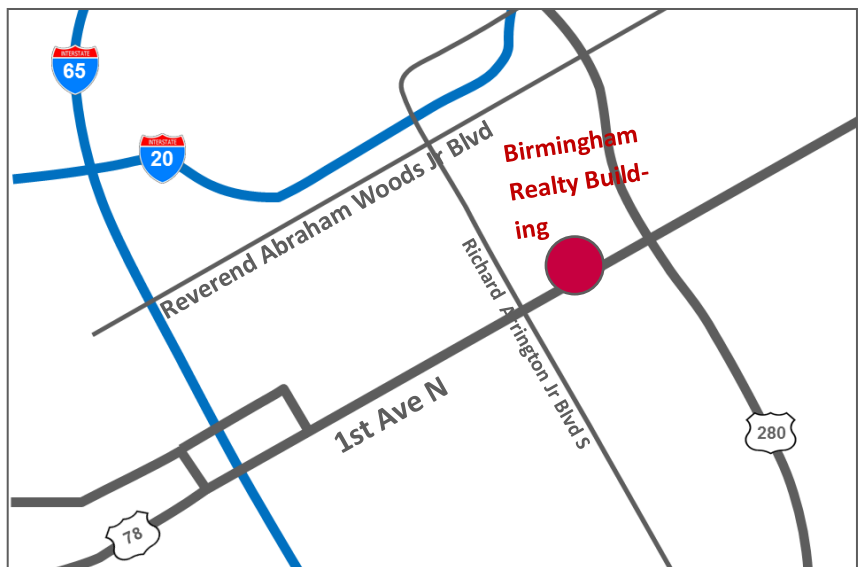 INTERSTATE
65
INTERSTATE
20
Reverend Abraham Woods Jr Blvd
Birmingham
Realty Build-
ing
Richard Arrington Jr Blvd S
1st Ave N
280
78